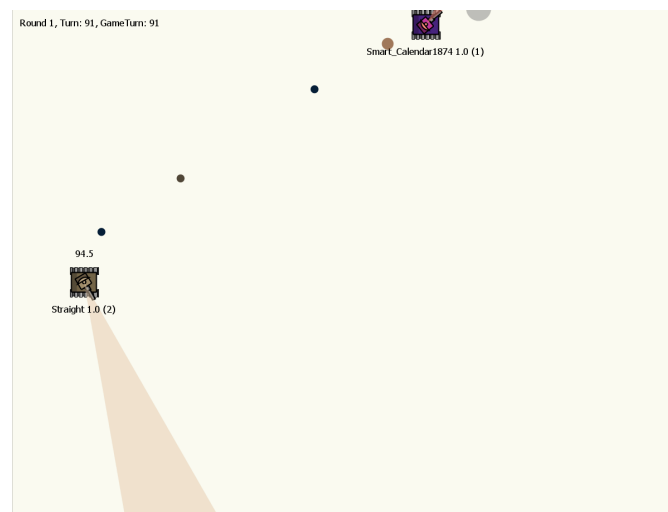 Round 1, Turn: 91, GameTurn: 91
Smart_Calendar1874 1.0 (1)
94.5
Straight 1.0 (2)